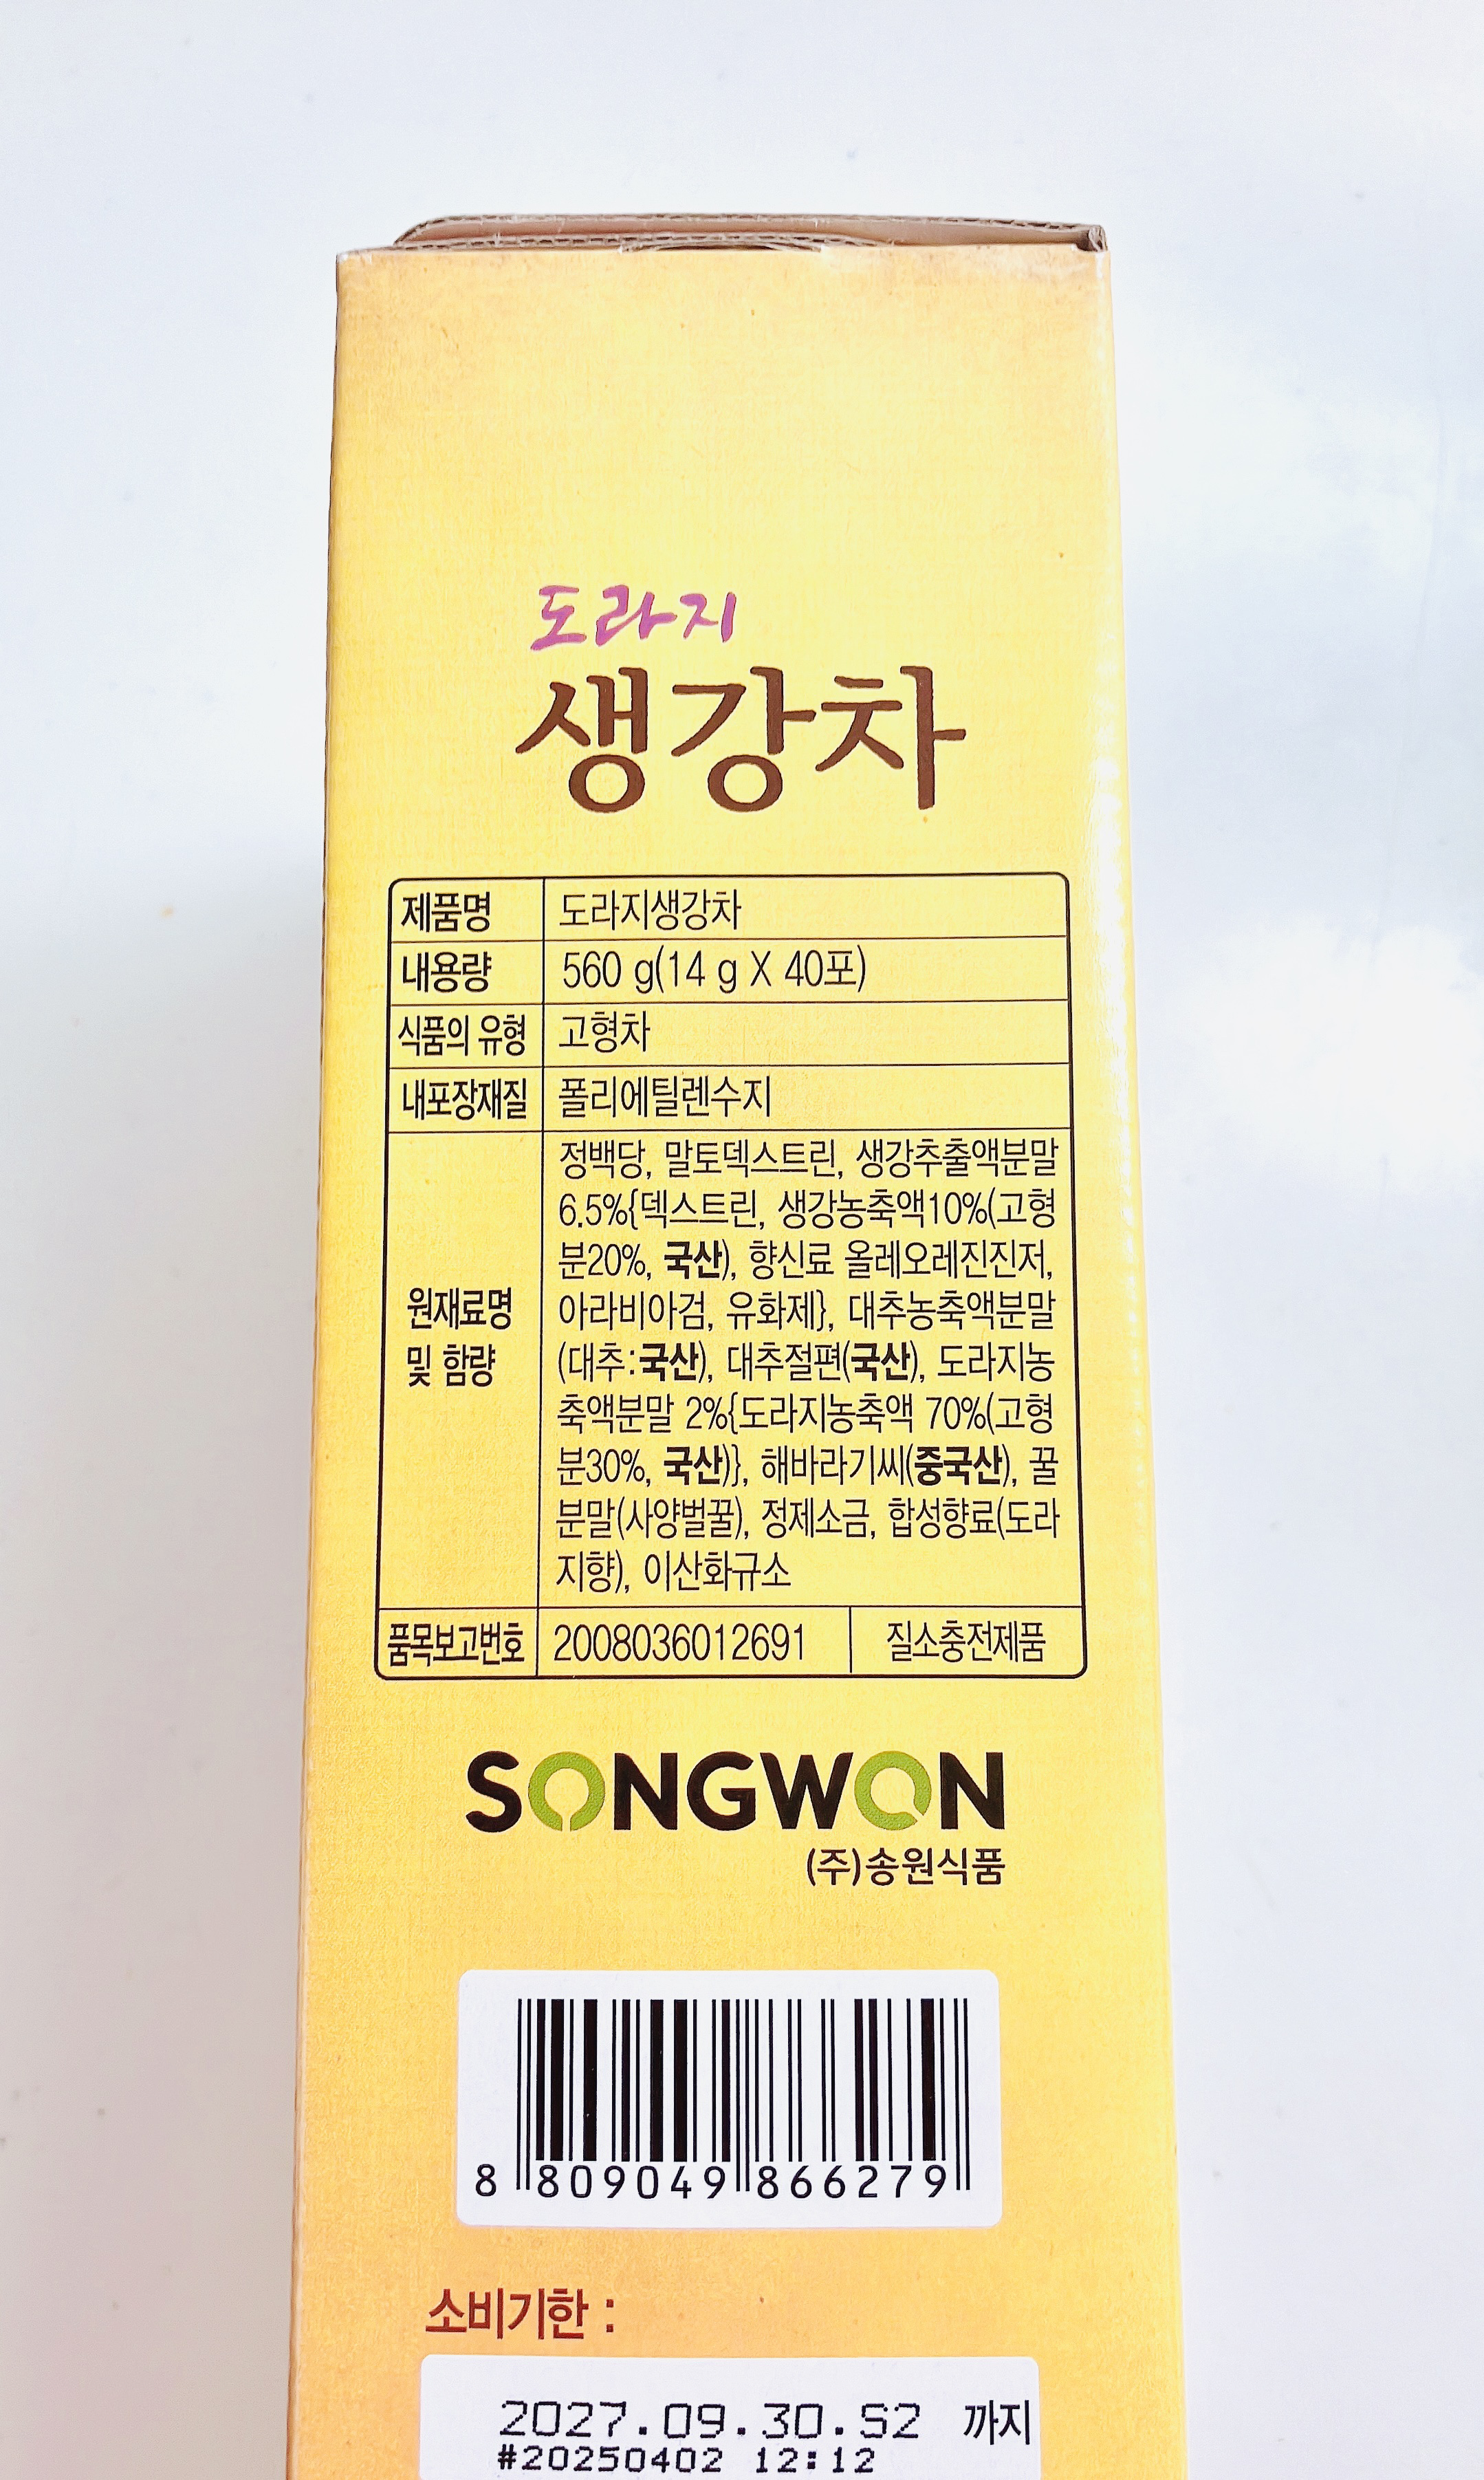 도라지
생강차
제품명 도라지생강차
내용량 560 g(14 g X 40포)
식품의 유형 고형차
내포장재질 폴리에틸렌수지
원재료명
및 함량
정백당, 말토덱스트린, 생강추출액분말
6.5%{덱스트린, 생강농축액10%(고형
분20%, 국산), 향신료 올레오레진진저,
아라비아검, 유화제}, 대추농축액분말
(대추:국산), 대추절편(국산), 도라지농
축액분말 2%{도라지농축액 70%(고형
분30%, 국산)}, 해바라기씨(중국산), 꿀
분말(사양벌꿀), 정제소금, 합성향료(도라
지향), 이산화규소
품목보고번호 2008036012691 질소충전제품
SONGWON
(주)송원식품
8 809049 866279
소비기한 :
2027.09.30.S2 까지
#20250402 12:12